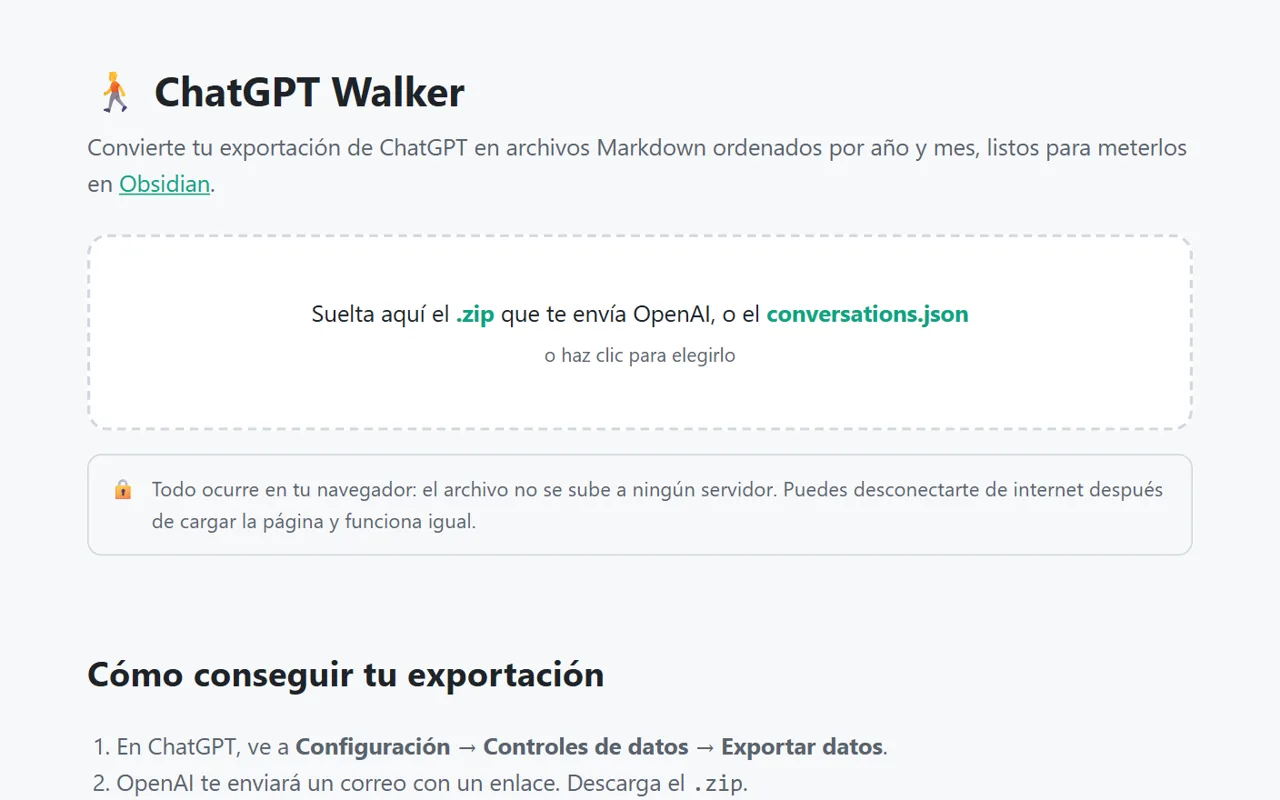 ChatGPT Walker
Convierte tu exportación de ChatGPT en archivos Markdown ordenados por año y mes, listos para meterlos
en Obsidian.
Suelta aquí el .zip que te envía OpenAI, o el conversations.json
o haz clic para elegirlo
Todo ocurre en tu navegador: el archivo no se sube a ningún servidor. Puedes desconectarte de internet después
de cargar la página y funciona igual.
Cómo conseguir tu exportación
1. En ChatGPT, ve a Configuración → Controles de datos → Exportar datos.
2. OpenAI te enviará un correo con un enlace. Descarga el .zip.